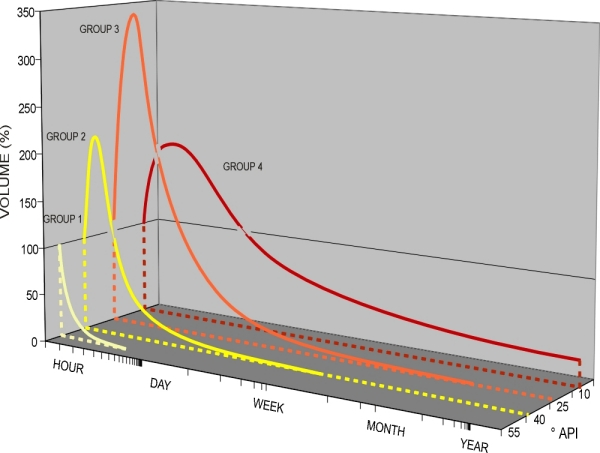 350
GROUP 3
300
250
GROUP 2
200
GROUP 4
150
GROUP 1
100
50
0
VOLUME (%)
HOUR
DAY
WEEK
MONTH
YEAR
10
25
40
55
° API